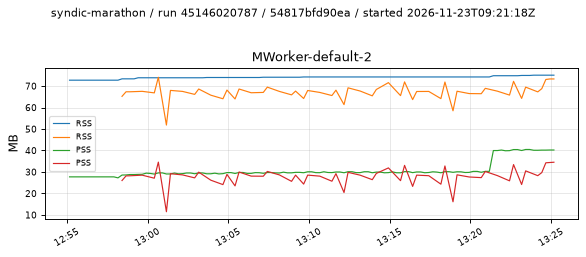 syndic-marathon / run 45146020787 / 54817bfd90ea / started 2026-11-23T09:21:18Z
MWorker-default-2
MB
70
60
50
40
30
20
10
RSS
RSS
PSS
PSS
12:55
13:00
13:05
13:10
13:15
13:20
13:25